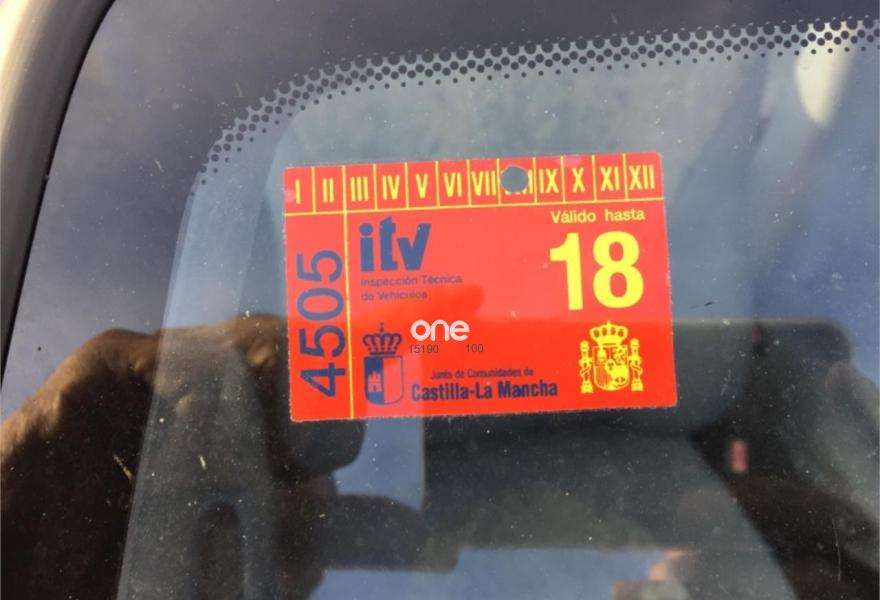 I II III IV V VI VII IX X XI XII
Válido hasta
18
itv
Inspección Técnica
de Vehículos
4505
one
15190 100
Junta de Comunidades de
Castilla-La Mancha